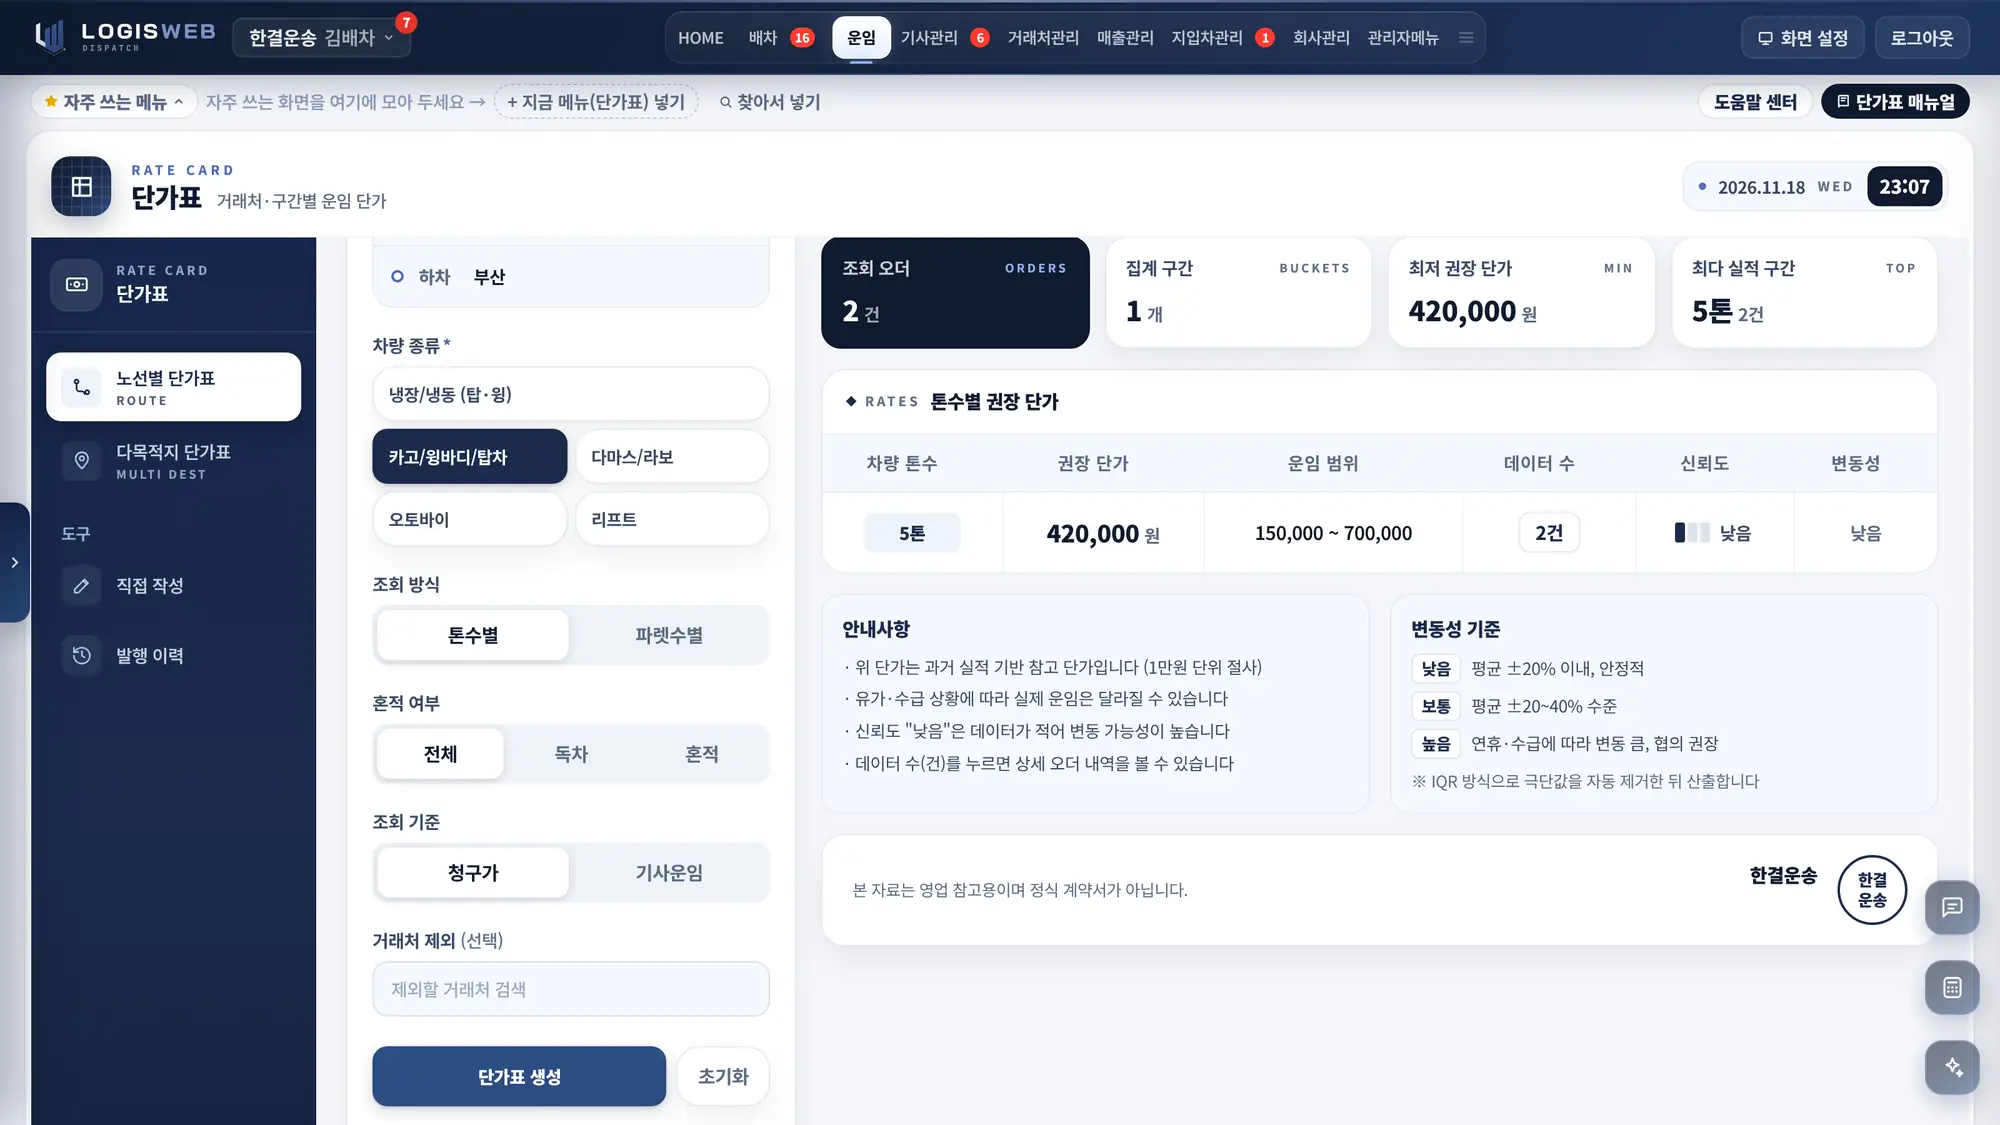 LOGISWEB
DISPATCH
한결운송 김배차
7
HOME
배차 16
운임
기사관리 6
거래처관리
매출관리
지입차관리 1
회사관리
관리자메뉴
화면 설정
로그아웃
자주 쓰는 메뉴
자주 쓰는 화면을 여기에 모아 두세요 →
+ 지금 메뉴(단가표) 넣기
찾아서 넣기
도움말 센터
단가표 매뉴얼
RATE CARD
단가표 거래처·구간별 운임 단가
2026.11.18 WED 23:07
RATE CARD
단가표
노선별 단가표
ROUTE
다목적지 단가표
MULTI DEST
도구
직접 작성
발행 이력
하차 부산
차량 종류 *
냉장/냉동 (탑·윙)
카고/윙바디/탑차
다마스/라보
오토바이
리프트
조회 방식
톤수별
파렛수별
혼적 여부
전체
독차
혼적
조회 기준
청구가
기사운임
거래처 제외 (선택)
제외할 거래처 검색
단가표 생성
초기화
조회 오더 ORDERS
2 건
집계 구간 BUCKETS
1 개
최저 권장 단가 MIN
420,000 원
최다 실적 구간 TOP
5톤 2건
◆ RATES 톤수별 권장 단가
차량 톤수 권장 단가 운임 범위 데이터 수 신뢰도 변동성
5톤 420,000 원 150,000 ~ 700,000 2건 낮음 낮음
안내사항
· 위 단가는 과거 실적 기반 참고 단가입니다 (1만원 단위 절사)
· 유가·수급 상황에 따라 실제 운임은 달라질 수 있습니다
· 신뢰도 "낮음"은 데이터가 적어 변동 가능성이 높습니다
· 데이터 수(건)를 누르면 상세 오더 내역을 볼 수 있습니다
변동성 기준
낮음 평균 ±20% 이내, 안정적
보통 평균 ±20~40% 수준
높음 연휴·수급에 따라 변동 큼, 협의 권장
※ IQR 방식으로 극단값을 자동 제거한 뒤 산출합니다
본 자료는 영업 참고용이며 정식 계약서가 아닙니다.
한결운송
한결
운송